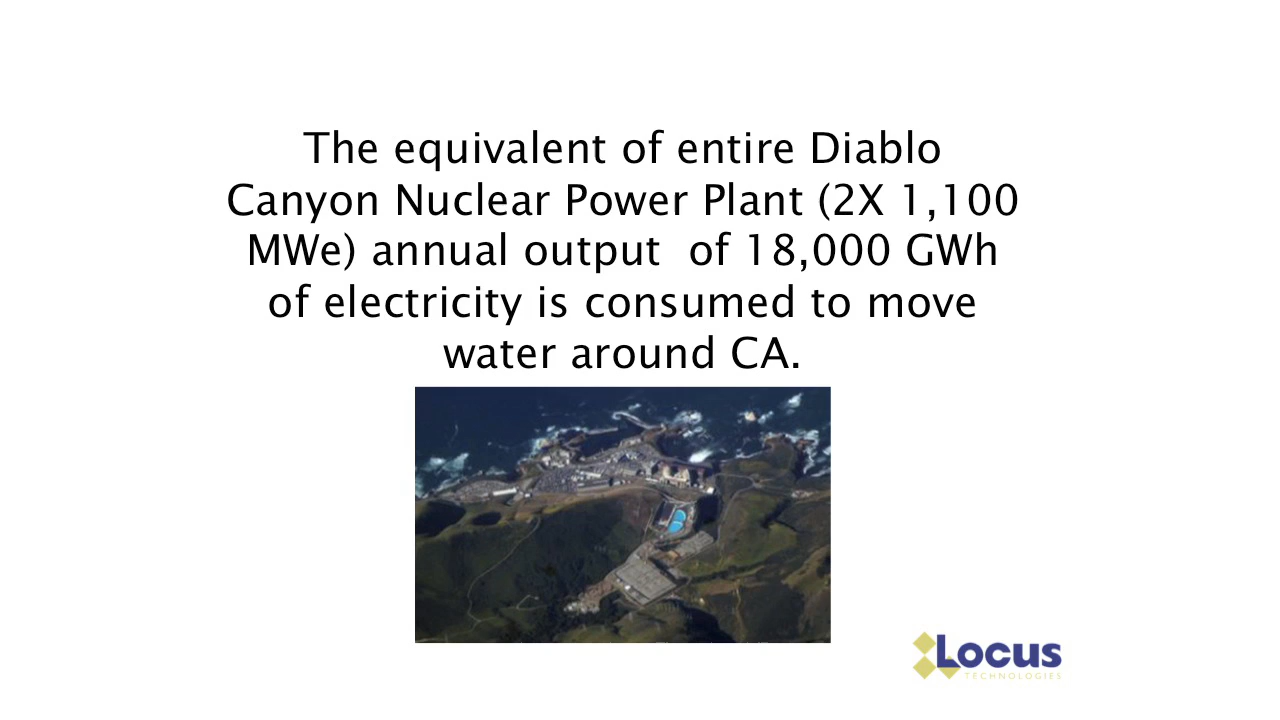 The equivalent of entire Diablo
Canyon Nuclear Power Plant (2X 1,100
MWe) annual output  of 18,000 GWh
of electricity is consumed to move
water around CA.
Locus
TECHNOLOGIES